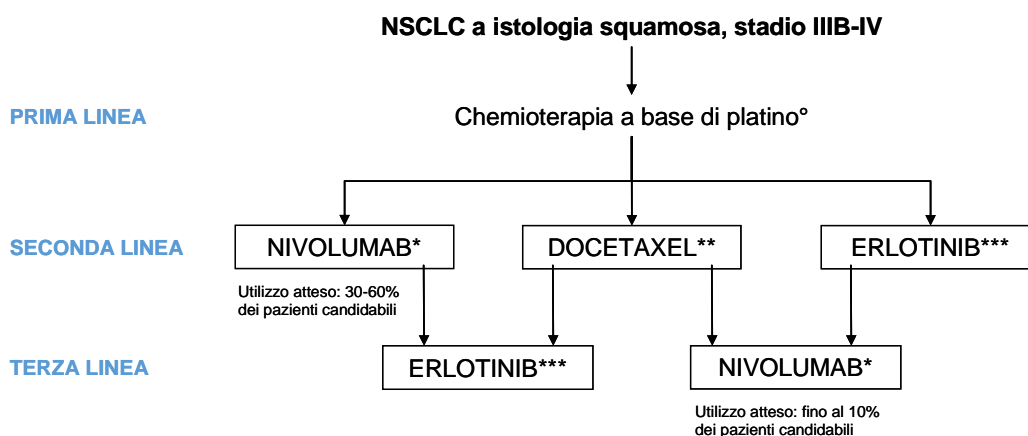 NSCLC a istologia squamosa, stadio IIIB-IV
PRIMA LINEA
Chemioterapia a base di platino°
SECONDA LINEA
NIVOLUMAB*
DOCETAXEL**
ERLOTINIB***
Utilizzo atteso: 30-60%
dei pazienti candidabili
TERZA LINEA
ERLOTINIB***
NIVOLUMAB*
Utilizzo atteso: fino al 10%
dei pazienti candidabili